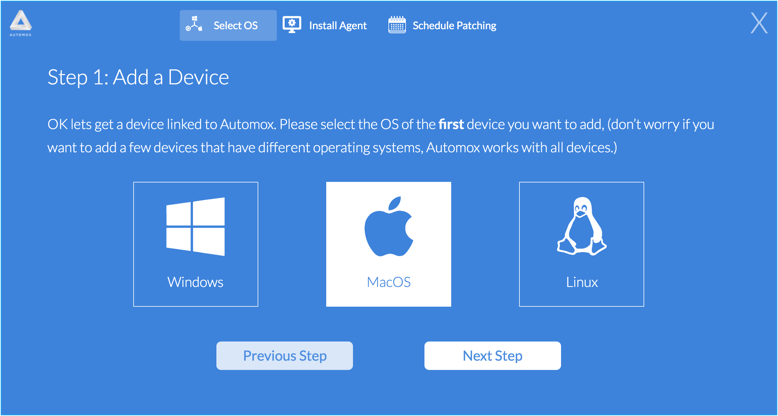 AUTOMOX
Select OS
Install Agent
Schedule Patching
X
Step 1: Add a Device
OK lets get a device linked to Automox. Please select the OS of the first device you want to add, (don’t worry if you
want to add a few devices that have different operating systems, Automox works with all devices.)
Windows
MacOS
Linux
Previous Step
Next Step